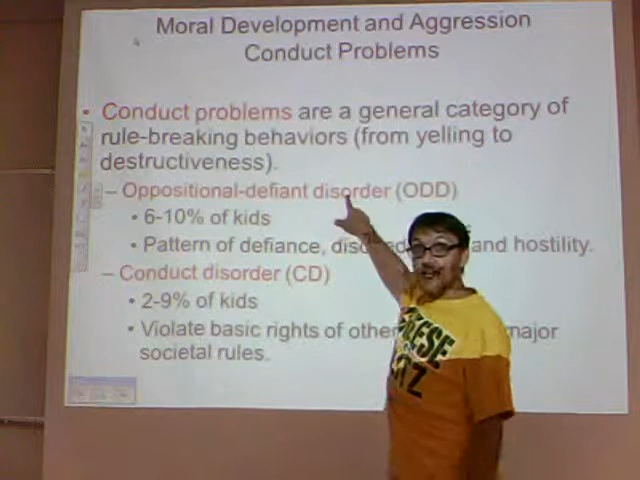 Moral Development and Aggression
Conduct Problems
• Conduct problems are a general category of
rule-breaking behaviors (from yelling to
destructiveness).
– Oppositional-defiant disorder (ODD)
• 6-10% of kids
• Pattern of defiance, and hostility.
– Conduct disorder (CD)
• 2-9% of kids
• Violate basic rights of major
societal rules.